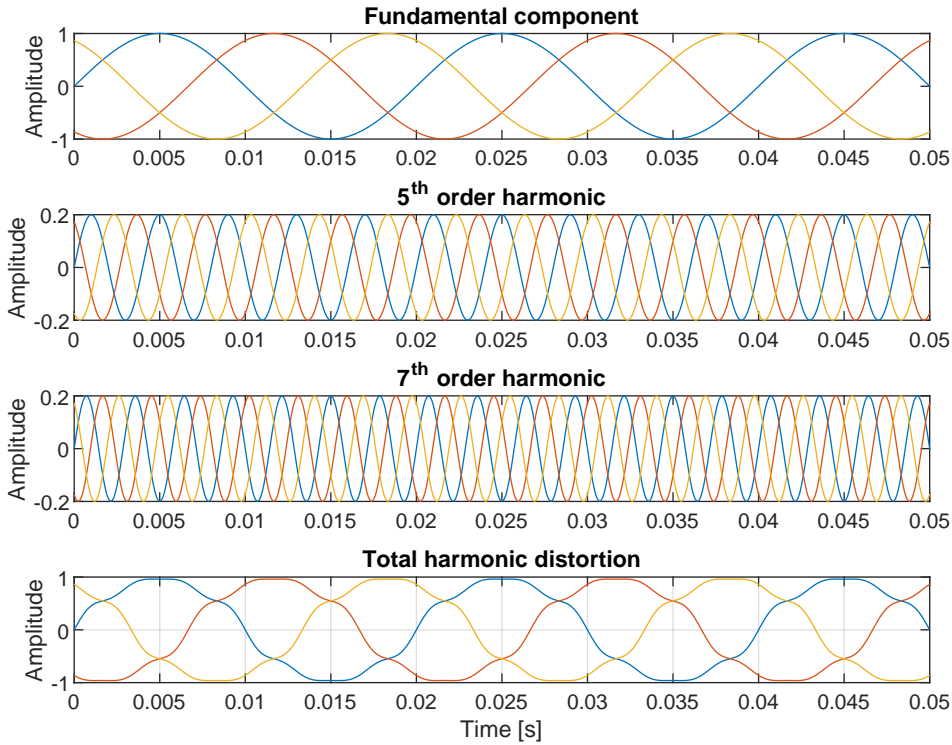 Fundamental component
1
0
-1
Amplitude
0 0.005 0.01 0.015 0.02 0.025 0.03 0.035 0.04 0.045 0.05
5th order harmonic
0.2
0
-0.2
Amplitude
0 0.005 0.01 0.015 0.02 0.025 0.03 0.035 0.04 0.045 0.05
7th order harmonic
0.2
0
-0.2
Amplitude
0 0.005 0.01 0.015 0.02 0.025 0.03 0.035 0.04 0.045 0.05
Total harmonic distortion
1
0
-1
Amplitude
0 0.005 0.01 0.015 0.02 0.025 0.03 0.035 0.04 0.045 0.05
Time [s]